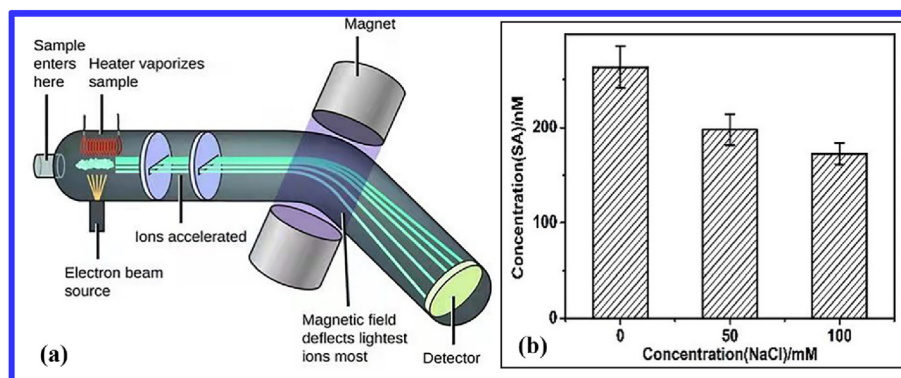 Sample
enters
here
Heater vaporizes
sample
Magnet
Ions accelerated
Electron beam
source
Magnetic field
deflects lightest
ions most
Detector
(a)
Concentration(SA)/nM
200
100
0
0
50
100
Concentration(NaCl)/mM
(b)